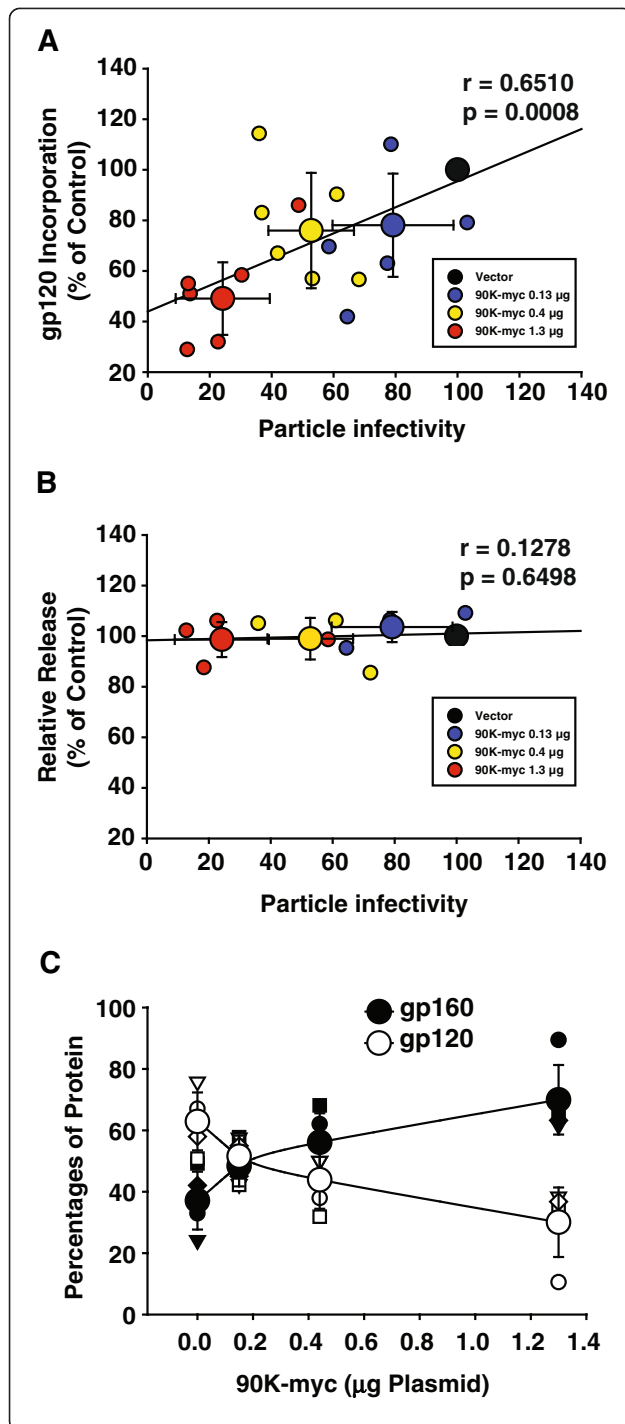 A
140
120
100
80
60
40
20
gp120 Incorporation
(% of Control)
r = 0.6510
p = 0.0008
Vector
90K-myc 0.13 µg
90K-myc 0.4 µg
90K-myc 1.3 µg
0 20 40 60 80 100 120 140
Particle infectivity
B
140
120
100
80
60
40
20
Relative Release
(% of Control)
r = 0.1278
p = 0.6498
Vector
90K-myc 0.13 µg
90K-myc 0.4 µg
90K-myc 1.3 µg
0 20 40 60 80 100 120 140
Particle infectivity
C
100
80
60
40
20
0
Percentages of Protein
gp160
gp120
0.0 0.2 0.4 0.6 0.8 1.0 1.2 1.4
90K-myc (µg Plasmid)